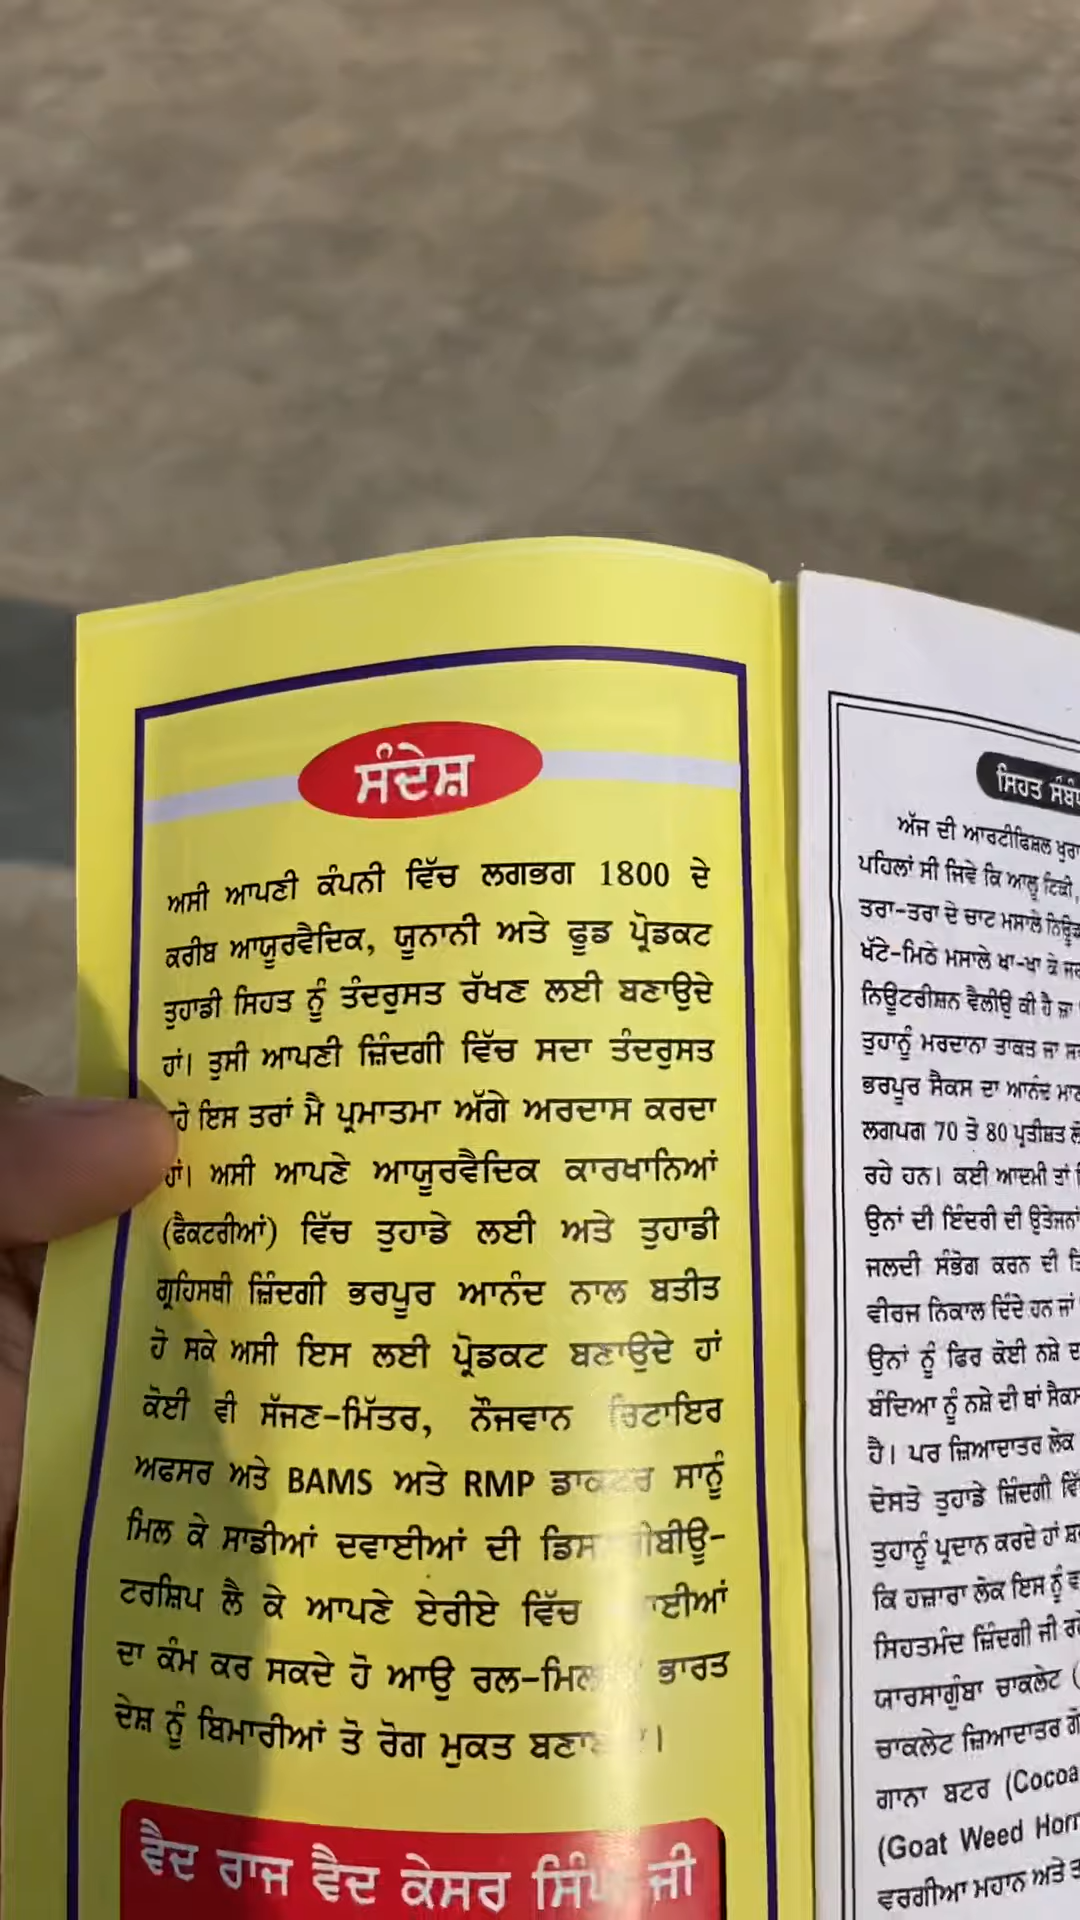 ਸੰਦੇਸ਼
ਅਸੀ ਆਪਣੀ ਕੰਪਨੀ ਵਿੱਚ ਲਗਭਗ 1800 ਦੇ
ਕਰੀਬ ਆਯੂਰਵੈਦਿਕ, ਯੂਨਾਨੀ ਅਤੇ ਫੂਡ ਪ੍ਰੋਡਕਟ
ਤੁਹਾਡੀ ਸਿਹਤ ਨੂੰ ਤੰਦਰੁਸਤ ਰੱਖਣ ਲਈ ਬਣਾਉਦੇ
ਹਾਂ। ਤੁਸੀ ਆਪਣੀ ਜ਼ਿੰਦਗੀ ਵਿੱਚ ਸਦਾ ਤੰਦਰੁਸਤ
ਇਸ ਤਰਾਂ ਮੈ ਪ੍ਰਮਾਤਮਾ ਅੱਗੇ ਅਰਦਾਸ ਕਰਦਾ
ਹਾਂ। ਅਸੀ ਆਪਣੇ ਆਯੂਰਵੈਦਿਕ ਕਾਰਖਾਨਿਆਂ
(ਫੈਕਟਰੀਆਂ) ਵਿੱਚ ਤੁਹਾਡੇ ਲਈ ਅਤੇ ਤੁਹਾਡੀ
ਗ੍ਰਹਿਸਥੀ ਜ਼ਿੰਦਗੀ ਭਰਪੂਰ ਆਨੰਦ ਨਾਲ ਬਤੀਤ
ਹੋ ਸਕੇ ਅਸੀ ਇਸ ਲਈ ਪ੍ਰੋਡਕਟ ਬਣਾਉਦੇ ਹਾਂ
ਕੋਈ ਵੀ ਸੱਜਣ-ਮਿੱਤਰ, ਨੌਜਵਾਨ ਰਿਟਾਇਰ
ਅਫਸਰ ਅਤੇ BAMS ਅਤੇ RMP ਡਾਕਟਰ ਸਾਨੂੰ
ਮਿਲ ਕੇ ਸਾਡੀਆਂ ਦਵਾਈਆਂ ਦੀ
ਟਰਸ਼ਿਪ ਲੈ ਕੇ ਆਪਣੇ ਏਰੀਏ ਵਿੱਚ
ਦਾ ਕੰਮ ਕਰ ਸਕਦੇ ਹੋ ਆਉ ਭਾਰਤ
ਦੇਸ਼ ਨੂੰ ਬਿਮਾਰੀਆਂ ਤੋ ਰੋਗ ਮੁਕਤ
ਵੈਦ ਰਾਜ ਵੈਦ ਕੇਸਰ ਸਿੰਘ ਜੀ
ਸਿਹਤ
ਅੱਜ ਦੀ ਆਰਟੀਫਿਸ਼ਲ
ਪਹਿਲਾਂ ਸੀ ਜਿਵੇ ਕਿ ਆਲੂ ਟਿਕੀ,
ਤਰਾ-ਤਰਾ ਦੇ ਚਾਟ ਮਸਾਲੇ
ਖੱਟੇ-ਮਿਠੇ ਮਸਾਲੇ ਖਾ-ਖਾ ਕੇ
ਨਿਊਟਰੀਸ਼ਨ ਵੈਲੀਉ ਕੀ ਹੈ ਜ਼ਾ
ਤੁਹਾਨੂੰ ਮਰਦਾਨਾ ਤਾਕਤ ਜਾ
ਭਰਪੂਰ ਸੈਕਸ ਦਾ ਆਨੰਦ
ਲਗਪਗ 70 ਤੋ 80 ਪ੍ਰਤੀਸ਼ਤ
ਰਹੇ ਹਨ। ਕਈ ਆਦਮੀ ਤਾਂ
ਉਨਾਂ ਦੀ ਇੰਦਰੀ ਦੀ
ਜਲਦੀ ਸੰਭੋਗ ਕਰਨ ਦੀ
ਵੀਰਜ ਨਿਕਾਲ ਦਿੰਦੇ ਹਨ ਜਾਂ
ਉਨਾਂ ਨੂੰ ਫਿਰ ਕੋਈ ਨਸ਼ੇ
ਬੰਦਿਆ ਨੂੰ ਨਸ਼ੇ ਦੀ ਥਾਂ
ਹੈ। ਪਰ ਜ਼ਿਆਦਾਤਰ ਲੋਕ
ਦੋਸਤੋ ਤੁਹਾਡੇ ਜ਼ਿੰਦਗੀ
ਤੁਹਾਨੂੰ ਪ੍ਰਦਾਨ ਕਰਦੇ ਹਾਂ
ਕਿ ਹਜ਼ਾਰਾ ਲੋਕ ਇਸ ਨੂੰ
ਸਿਹਤਮੰਦ ਜ਼ਿੰਦਗੀ ਜੀ
ਯਾਰਸਾਗੁੰਬਾ ਚਾਕਲੇਟ (
ਚਾਕਲੇਟ ਜ਼ਿਆਦਾਤਰ
ਗਾਨਾ ਬਟਰ (Cocoa
(Goat Weed
ਵਰਗੀਆ ਮਹਾਨ ਅਤੇ